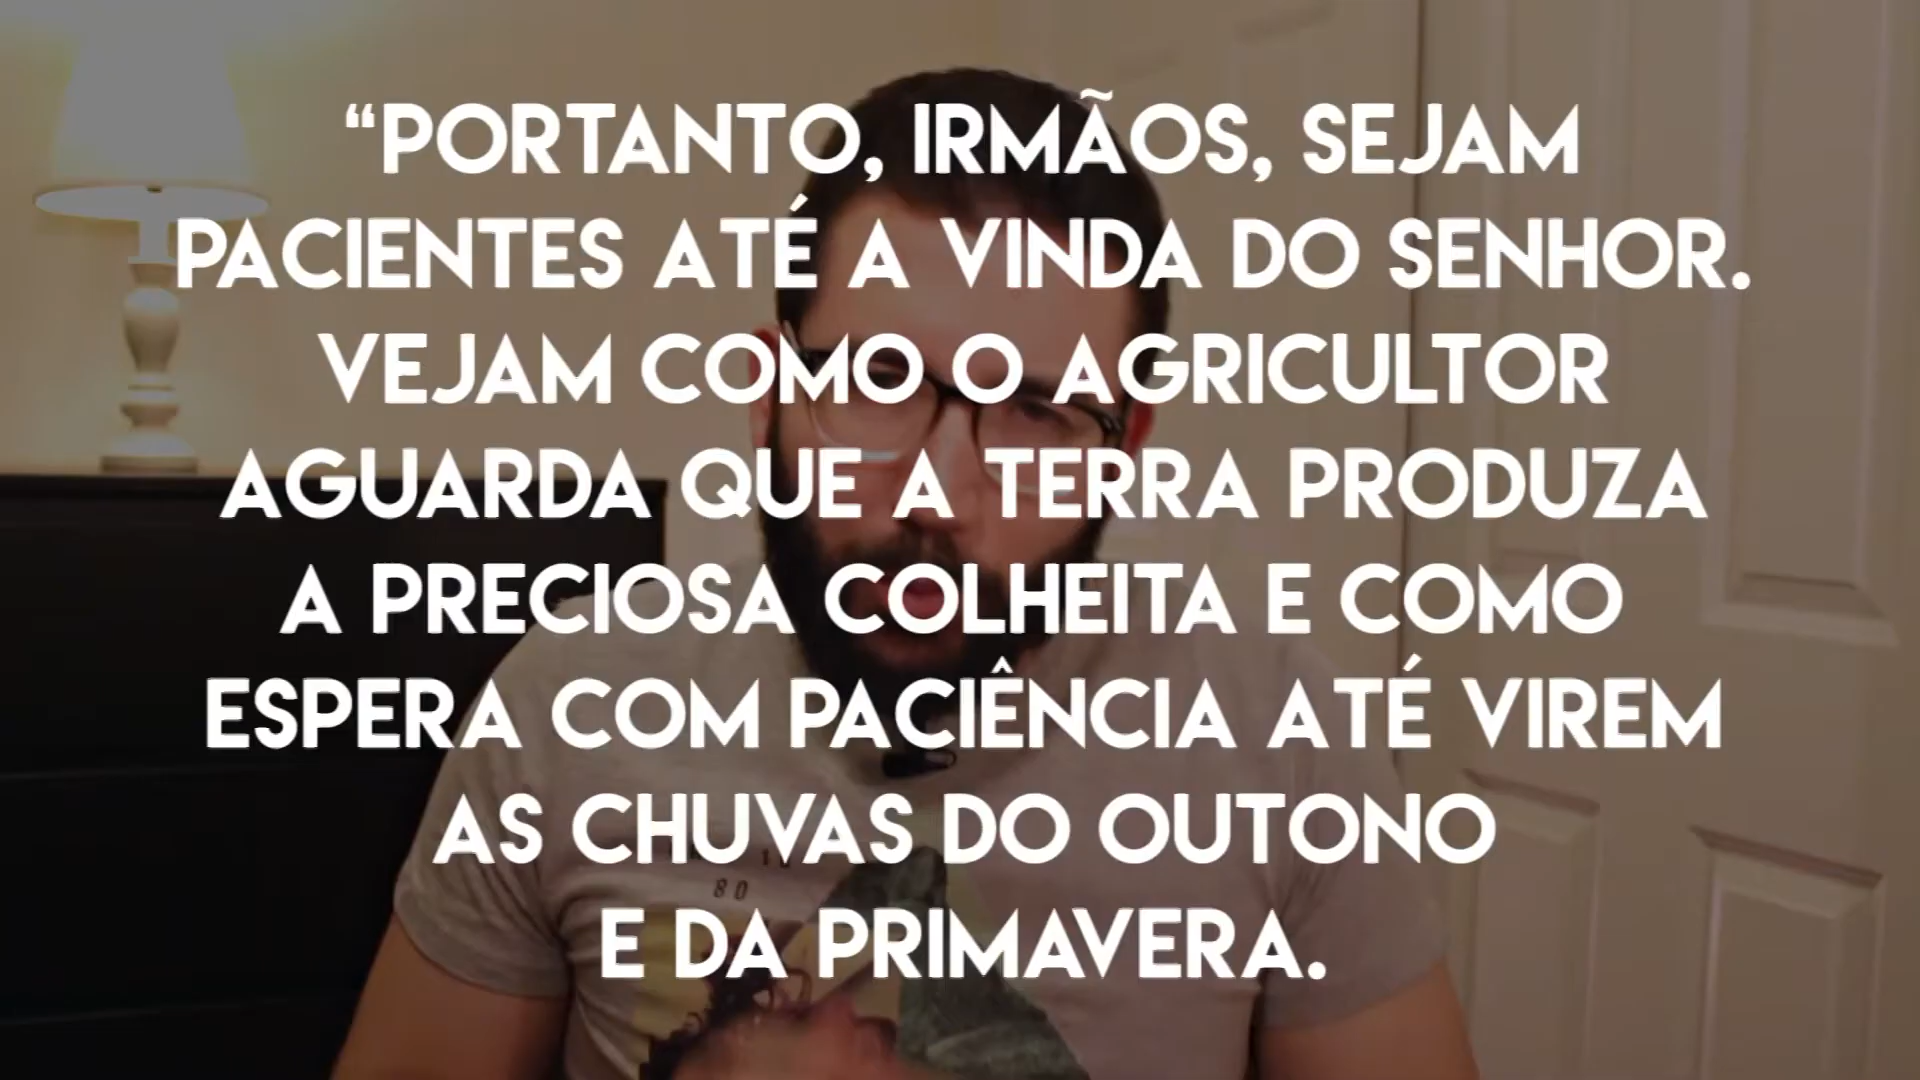 “PORTANTO, IRMÃOS, SEJAM
PACIENTES ATÉ A VINDA DO SENHOR.
VEJAM COMO O AGRICULTOR
AGUARDA QUE A TERRA PRODUZA
A PRECIOSA COLHEITA E COMO
ESPERA COM PACIÊNCIA ATÉ VIREM
AS CHUVAS DO OUTONO
E DA PRIMAVERA.
80